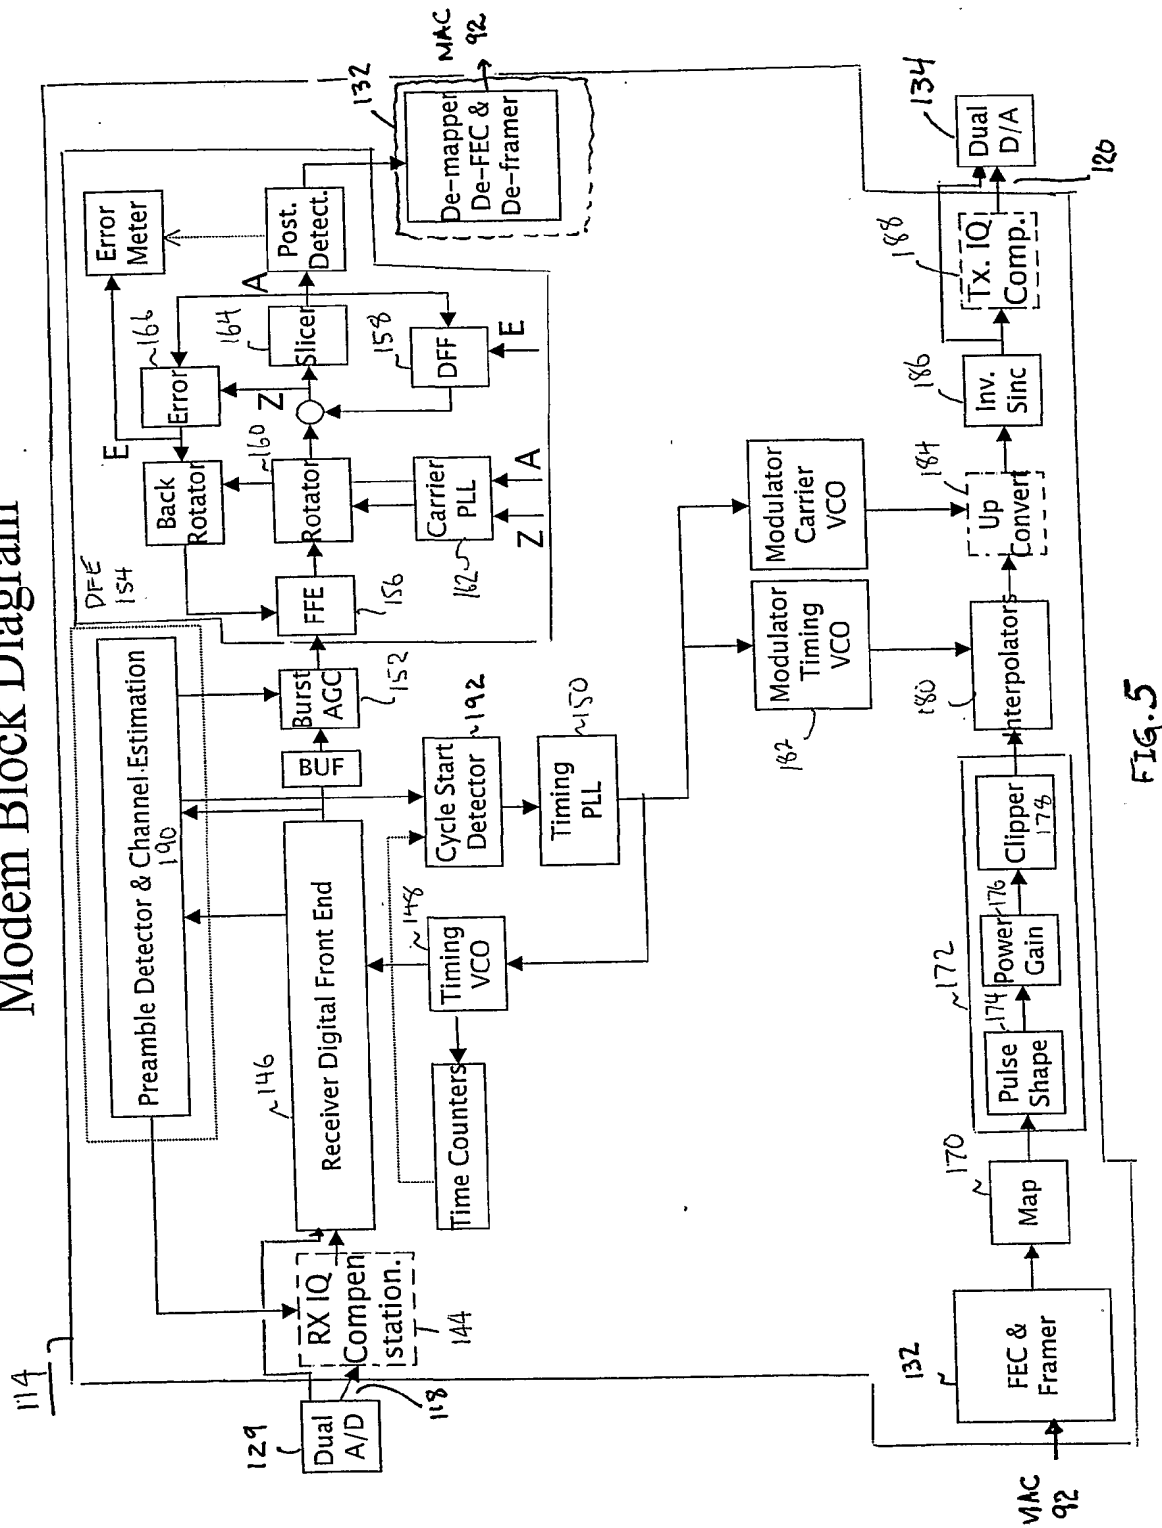 Modem Block Diagram
114
Preamble Detector & Channel Estimation
190
DFE
154
E
Error
Meter
166
Error
Back
Rotator
A
164
Slicer
Post.
Detect.
132
MAC
92
De-mapper
De-FEC &
De-framer
160
Rotator
Z
158
DFF
E
Carrier
PLL
162
Z
A
FFE
156
Burst
AGC
152
BUF
146
Receiver Digital Front End
RX IQ
Compen
station.
144
129
Dual
A/D
118
Time Counters
148
Timing
VCO
Cycle Start
Detector
192
Timing
PLL
150
Modulator
Timing
VCO
182
Modulator
Carrier
VCO
MAC
92
132
FEC &
Framer
170
Map
172
Pulse
Shape
174
Power
Gain
176
Clipper
178
180
Interpolators
184
Up
Convert
186
Inv.
Sinc
188
Tx. IQ
Comp.
134
Dual
D/A
120
FIG. 5